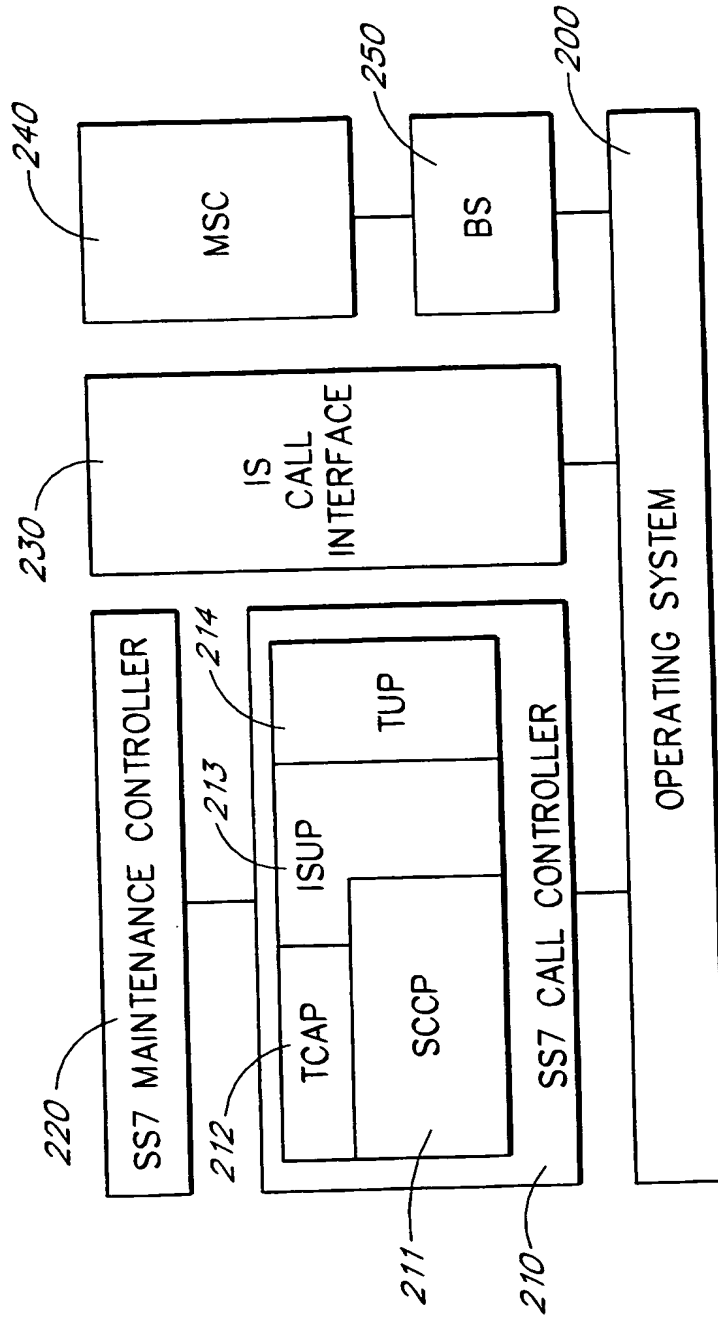 220
SS7 MAINTENANCE CONTROLLER
230
IS
CALL
INTERFACE
240
MSC
250
BS
200
212
213
214
TCAP
ISUP
TUP
SCCP
211
SS7 CALL CONTROLLER
210
OPERATING SYSTEM